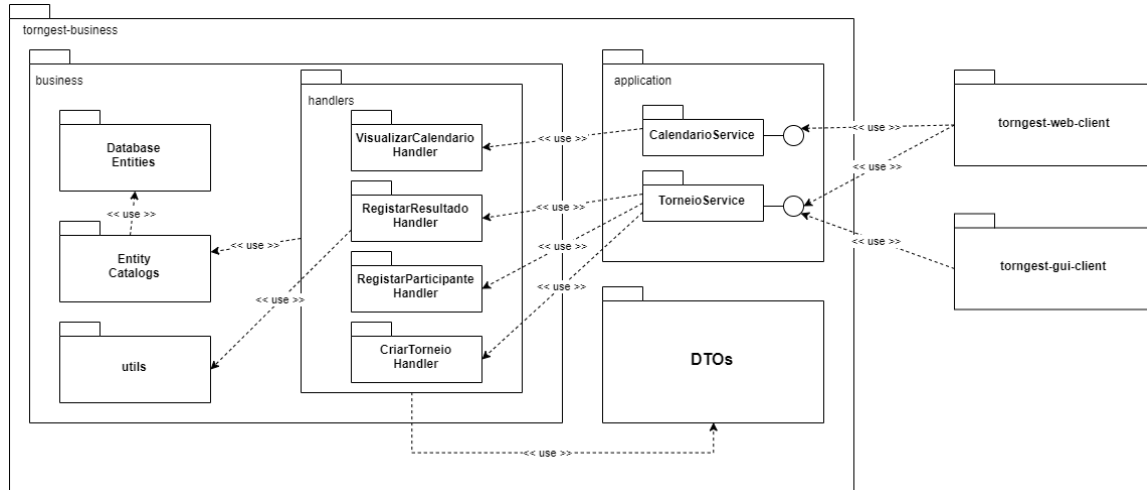 torngest-business
business
application
handlers
Database
Entities
<< use >>
Entity
Catalogs
utils
<< use >>
<< use >>
VisualizarCalendario
Handler
RegistarResultado
Handler
RegistarParticipante
Handler
CriarTorneio
Handler
<< use >>
<< use >>
<< use >>
<< use >>
CalendarioService
TorneioService
DTOs
<< use >>
<< use >>
<< use >>
<< use >>
torngest-web-client
torngest-gui-client